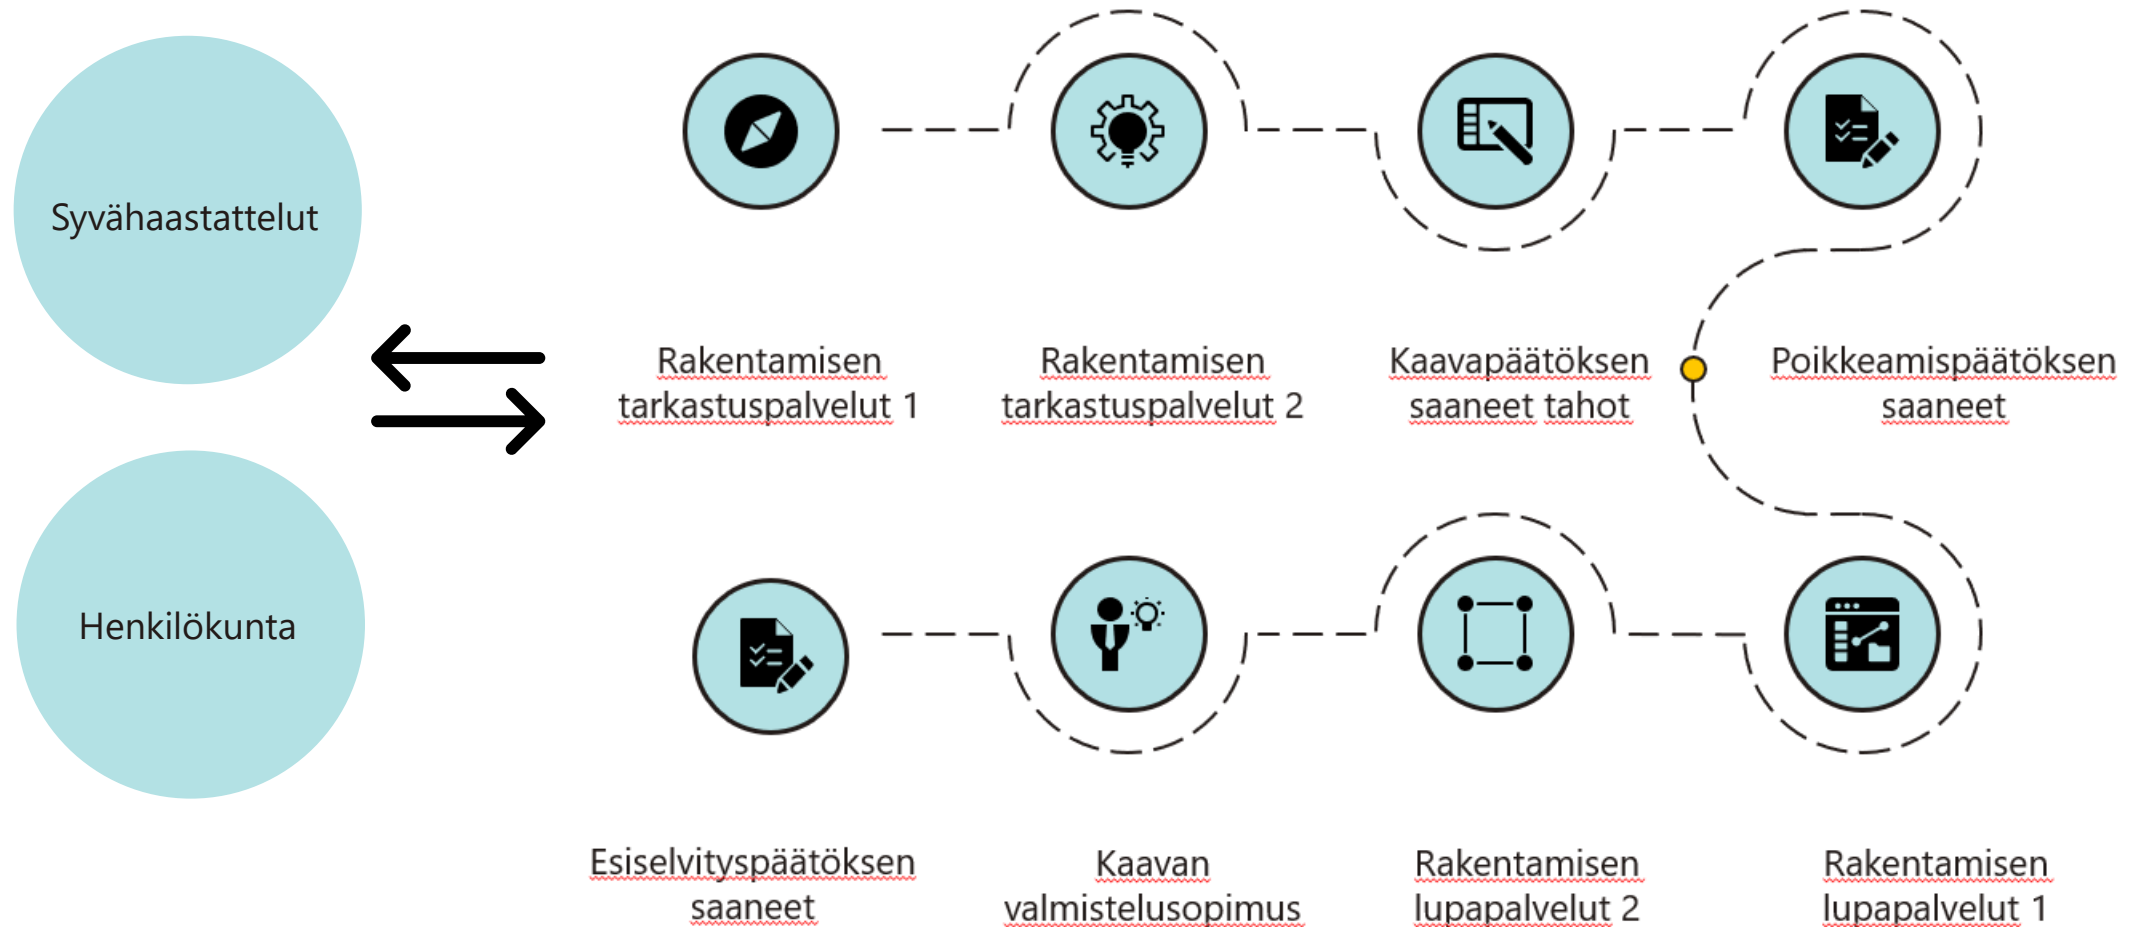 Syvähaastattelut
Henkilökunta
Rakentamisen
tarkastuspalvelut 1
Rakentamisen
tarkastuspalvelut 2
Kaavapäätöksen
saaneet tahot
Poikkeamispäätöksen
saaneet
Esiselvityspäätöksen
saaneet
Kaavan
valmistelusopimus
Rakentamisen
lupapalvelut 2
Rakentamisen
lupapalvelut 1